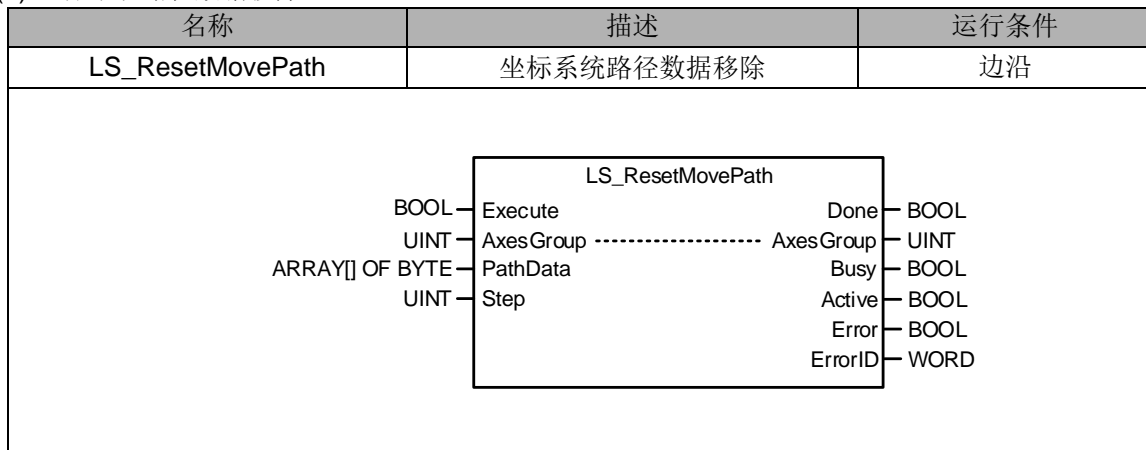 名称 描述 运行条件
LS_ResetMovePath 坐标系统路径数据移除 边沿
LS_ResetMovePath
BOOL Execute Done BOOL
UINT AxesGroup AxesGroup UINT
ARRAY[] OF BYTE PathData Busy BOOL
UINT Step Active BOOL
Error BOOL
ErrorID WORD